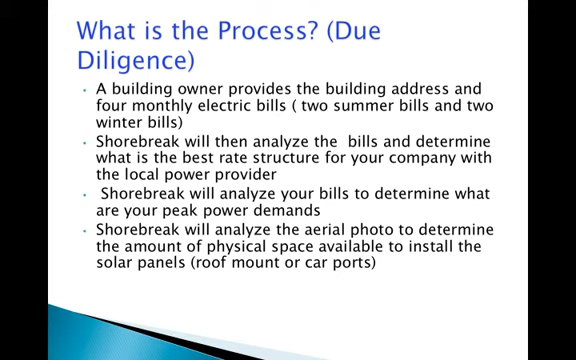 What is the Process? (Due
Diligence)
• A building owner provides the building address and
four monthly electric bills ( two summer bills and two
winter bills)
• Shorebreak will then analyze the  bills and determine
what is the best rate structure for your company with
the local power provider
•  Shorebreak will analyze your bills to determine what
are your peak power demands
• Shorebreak will analyze the aerial photo to determine
the amount of physical space available to install the
solar panels (roof mount or car ports)